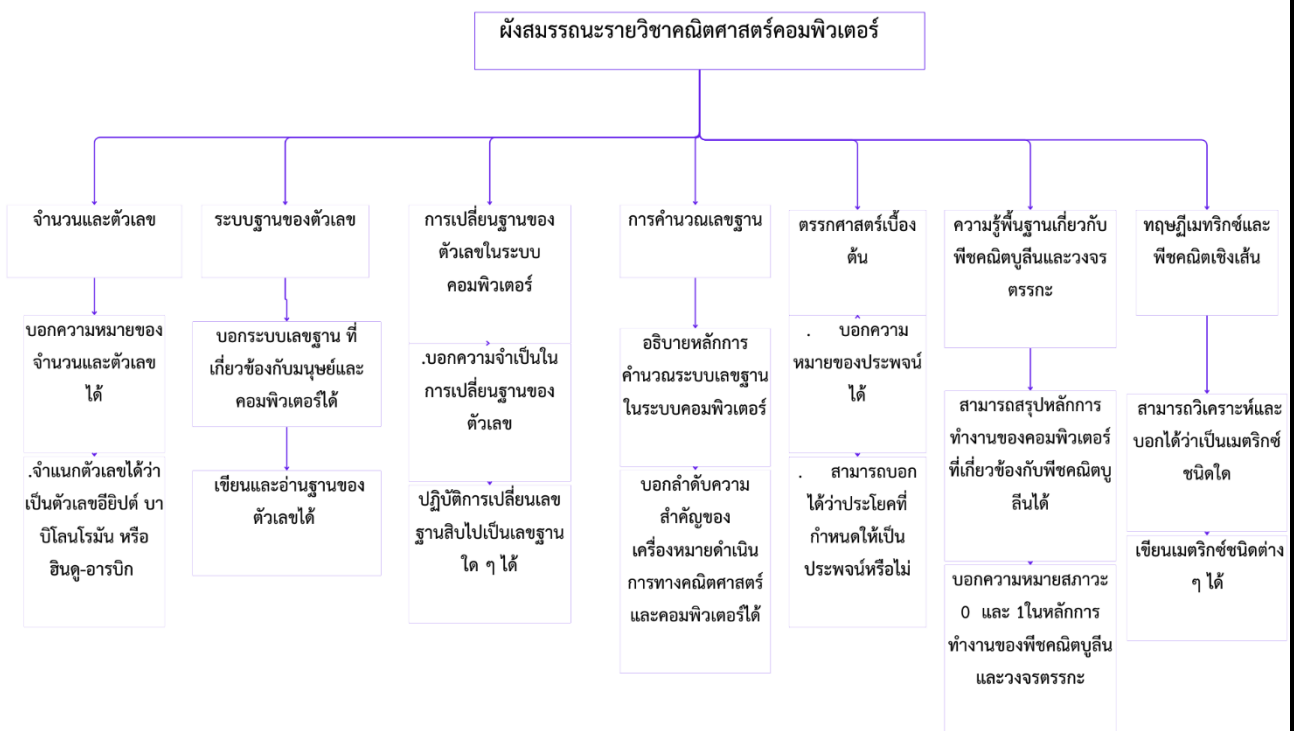 ผังสมรรถนะรายวิชาคณิตศาสตร์คอมพิวเตอร์
จำนวนและตัวเลข
บอกความหมายของ
จำนวนและตัวเลข
ได้
.จำแนกตัวเลขได้ว่า
เป็นตัวเลขอียิปต์ บา
บิโลนโรมัน หรือ
ฮินดู-อารบิก
ระบบฐานของตัวเลข
บอกระบบเลขฐาน ที่
เกี่ยวข้องกับมนุษย์และ
คอมพิวเตอร์ได้
เขียนและอ่านฐานของ
ตัวเลขได้
การเปลี่ยนฐานของ
ตัวเลขในระบบ
คอมพิวเตอร์
.บอกความจำเป็นใน
การเปลี่ยนฐานของ
ตัวเลข
ปฏิบัติการเปลี่ยนเลข
ฐานสิบไปเป็นเลขฐาน
ใด ๆ ได้
การคำนวณเลขฐาน
อธิบายหลักการ
คำนวณระบบเลขฐาน
ในระบบคอมพิวเตอร์
บอกลำดับความ
สำคัญของ
เครื่องหมายดำเนิน
การทางคณิตศาสตร์
และคอมพิวเตอร์ได้
ตรรกศาสตร์เบื้อง
ต้น
. บอกความ
หมายของประพจน์
ได้
. สามารถบอก
ได้ว่าประโยคที่
กำหนดให้เป็น
ประพจน์หรือไม่
ความรู้พื้นฐานเกี่ยวกับ
พีชคณิตบูลีนและวงจร
ตรรกะ
สามารถสรุปหลักการ
ทำงานของคอมพิวเตอร์
ที่เกี่ยวข้องกับพีชคณิตบู
ลีนได้
บอกความหมายสภาวะ
0 และ 1ในหลักการ
ทำงานของพีชคณิตบูลีน
และวงจรตรรกะ
ทฤษฏีเมทริกซ์และ
พีชคณิตเชิงเส้น
สามารถวิเคราะห์และ
บอกได้ว่าเป็นเมตริกซ์
ชนิดใด
เขียนเมตริกซ์ชนิดต่าง
ๆ ได้